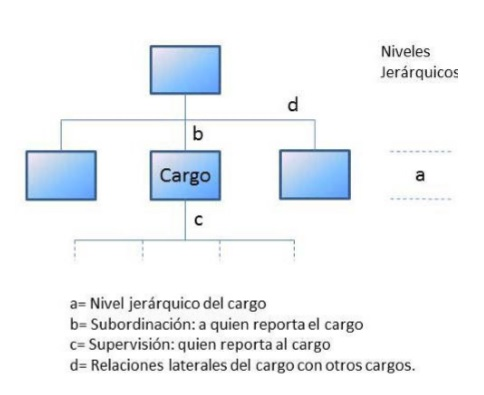 Niveles
Jerárquicos
d
b
Cargo
a
c
a= Nivel jerárquico del cargo
b= Subordinación: a quien reporta el cargo
c= Supervisión: quien reporta al cargo
d= Relaciones laterales del cargo con otros cargos.